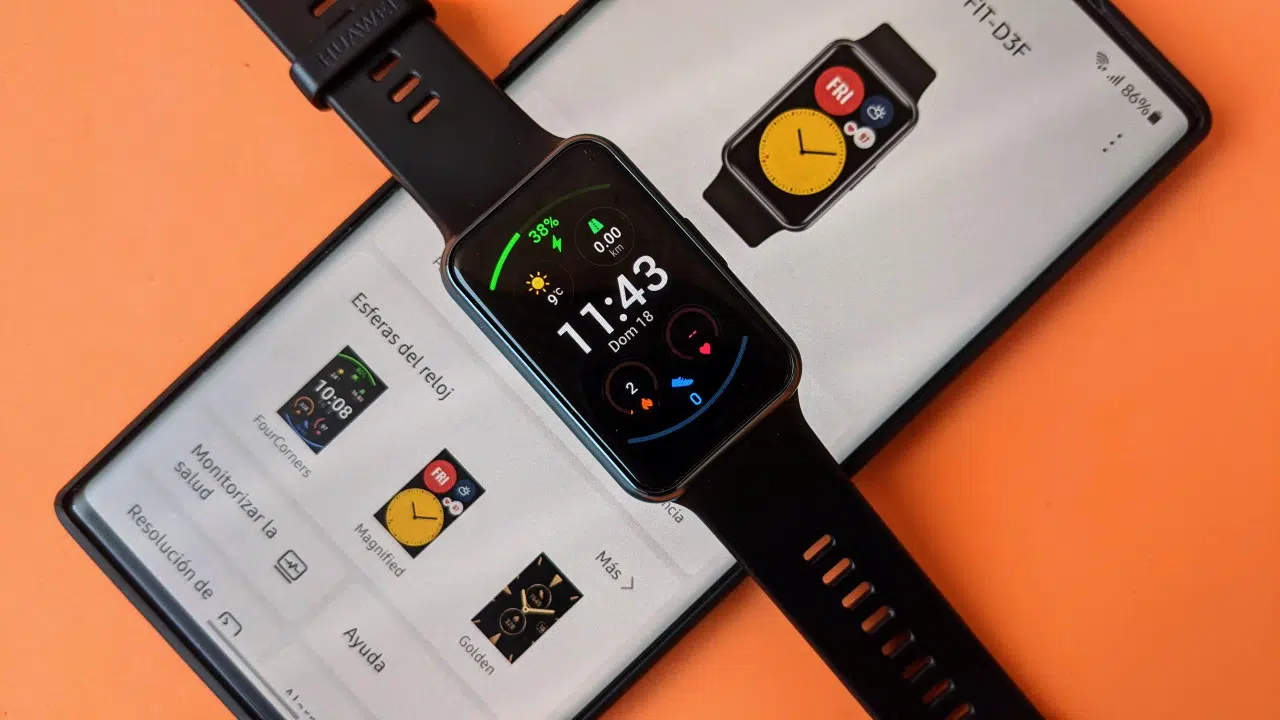 HUAWEI
FIT-D3F
86%
FRI
97
38%
0.00
km
9°c
11:43
Dom 18
2
--
0
Esferas del reloj
Más
10:08
FourCorners
FRI
Magnified
Golden
Monitorizar la
salud
Resolución de
Ayuda